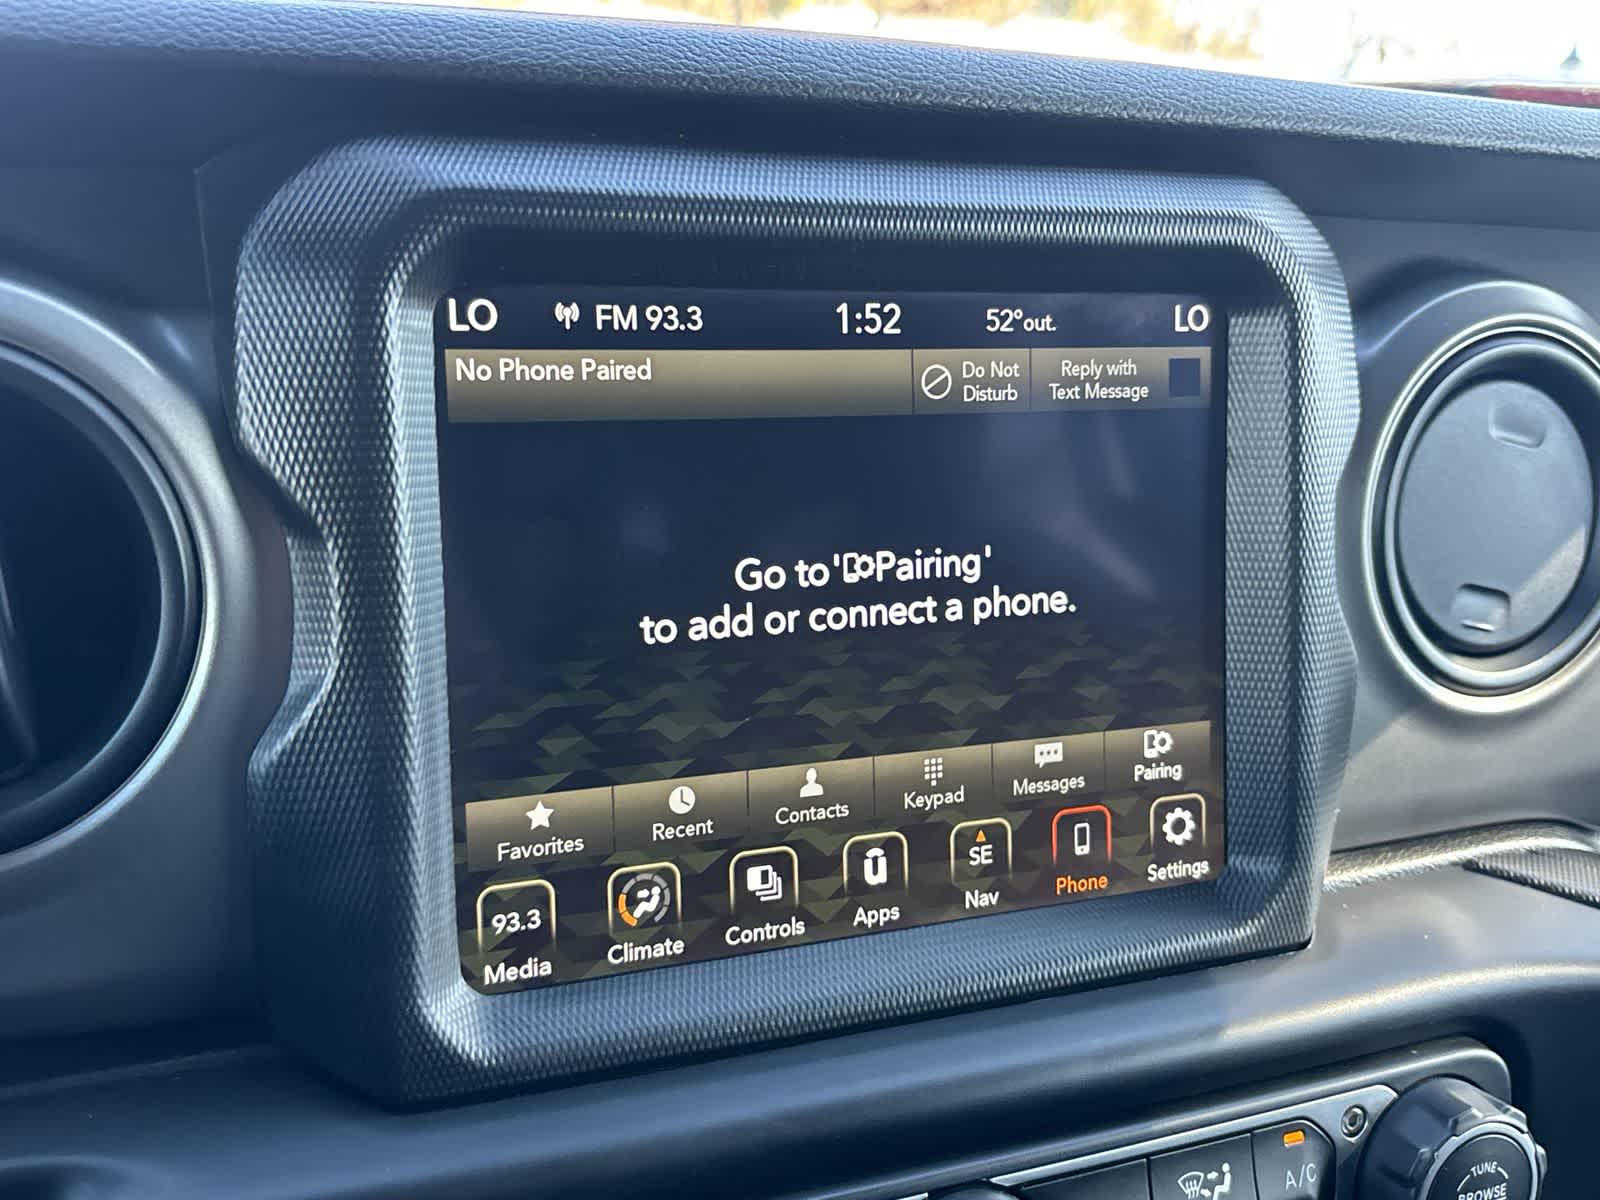 LO FM 93.3 1:52 52°out. LO
No Phone Paired
Do Not
Disturb
Reply with
Text Message
Go to 'Pairing'
to add or connect a phone.
Favorites
Recent
Contacts
Keypad
Messages
Pairing
93.3
Media
Climate
Controls
Apps
SE
Nav
Phone
Settings
A/C
TUNE
BROWSE